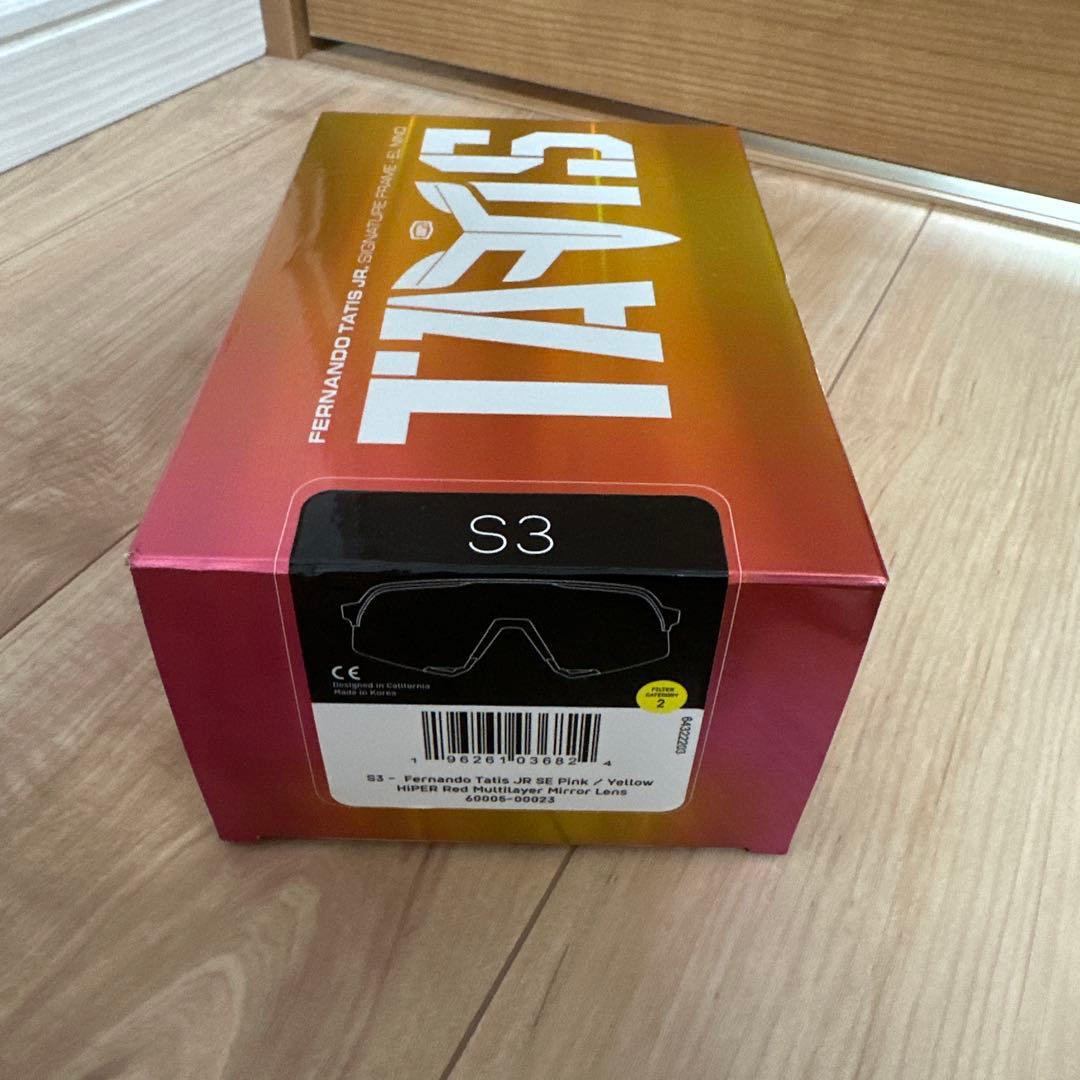 FERNANDO TATIS JR. SIGNATURE FRAME - EL NIÑO
TATIS
S3
CE
Designed in California
Made in Korea
FILTER
CATEGORY
2
64322203
1 96261 03682 4
S3 - Fernando Tatis JR SE Pink / Yellow
HiPER Red Multilayer Mirror Lens
60005-00023